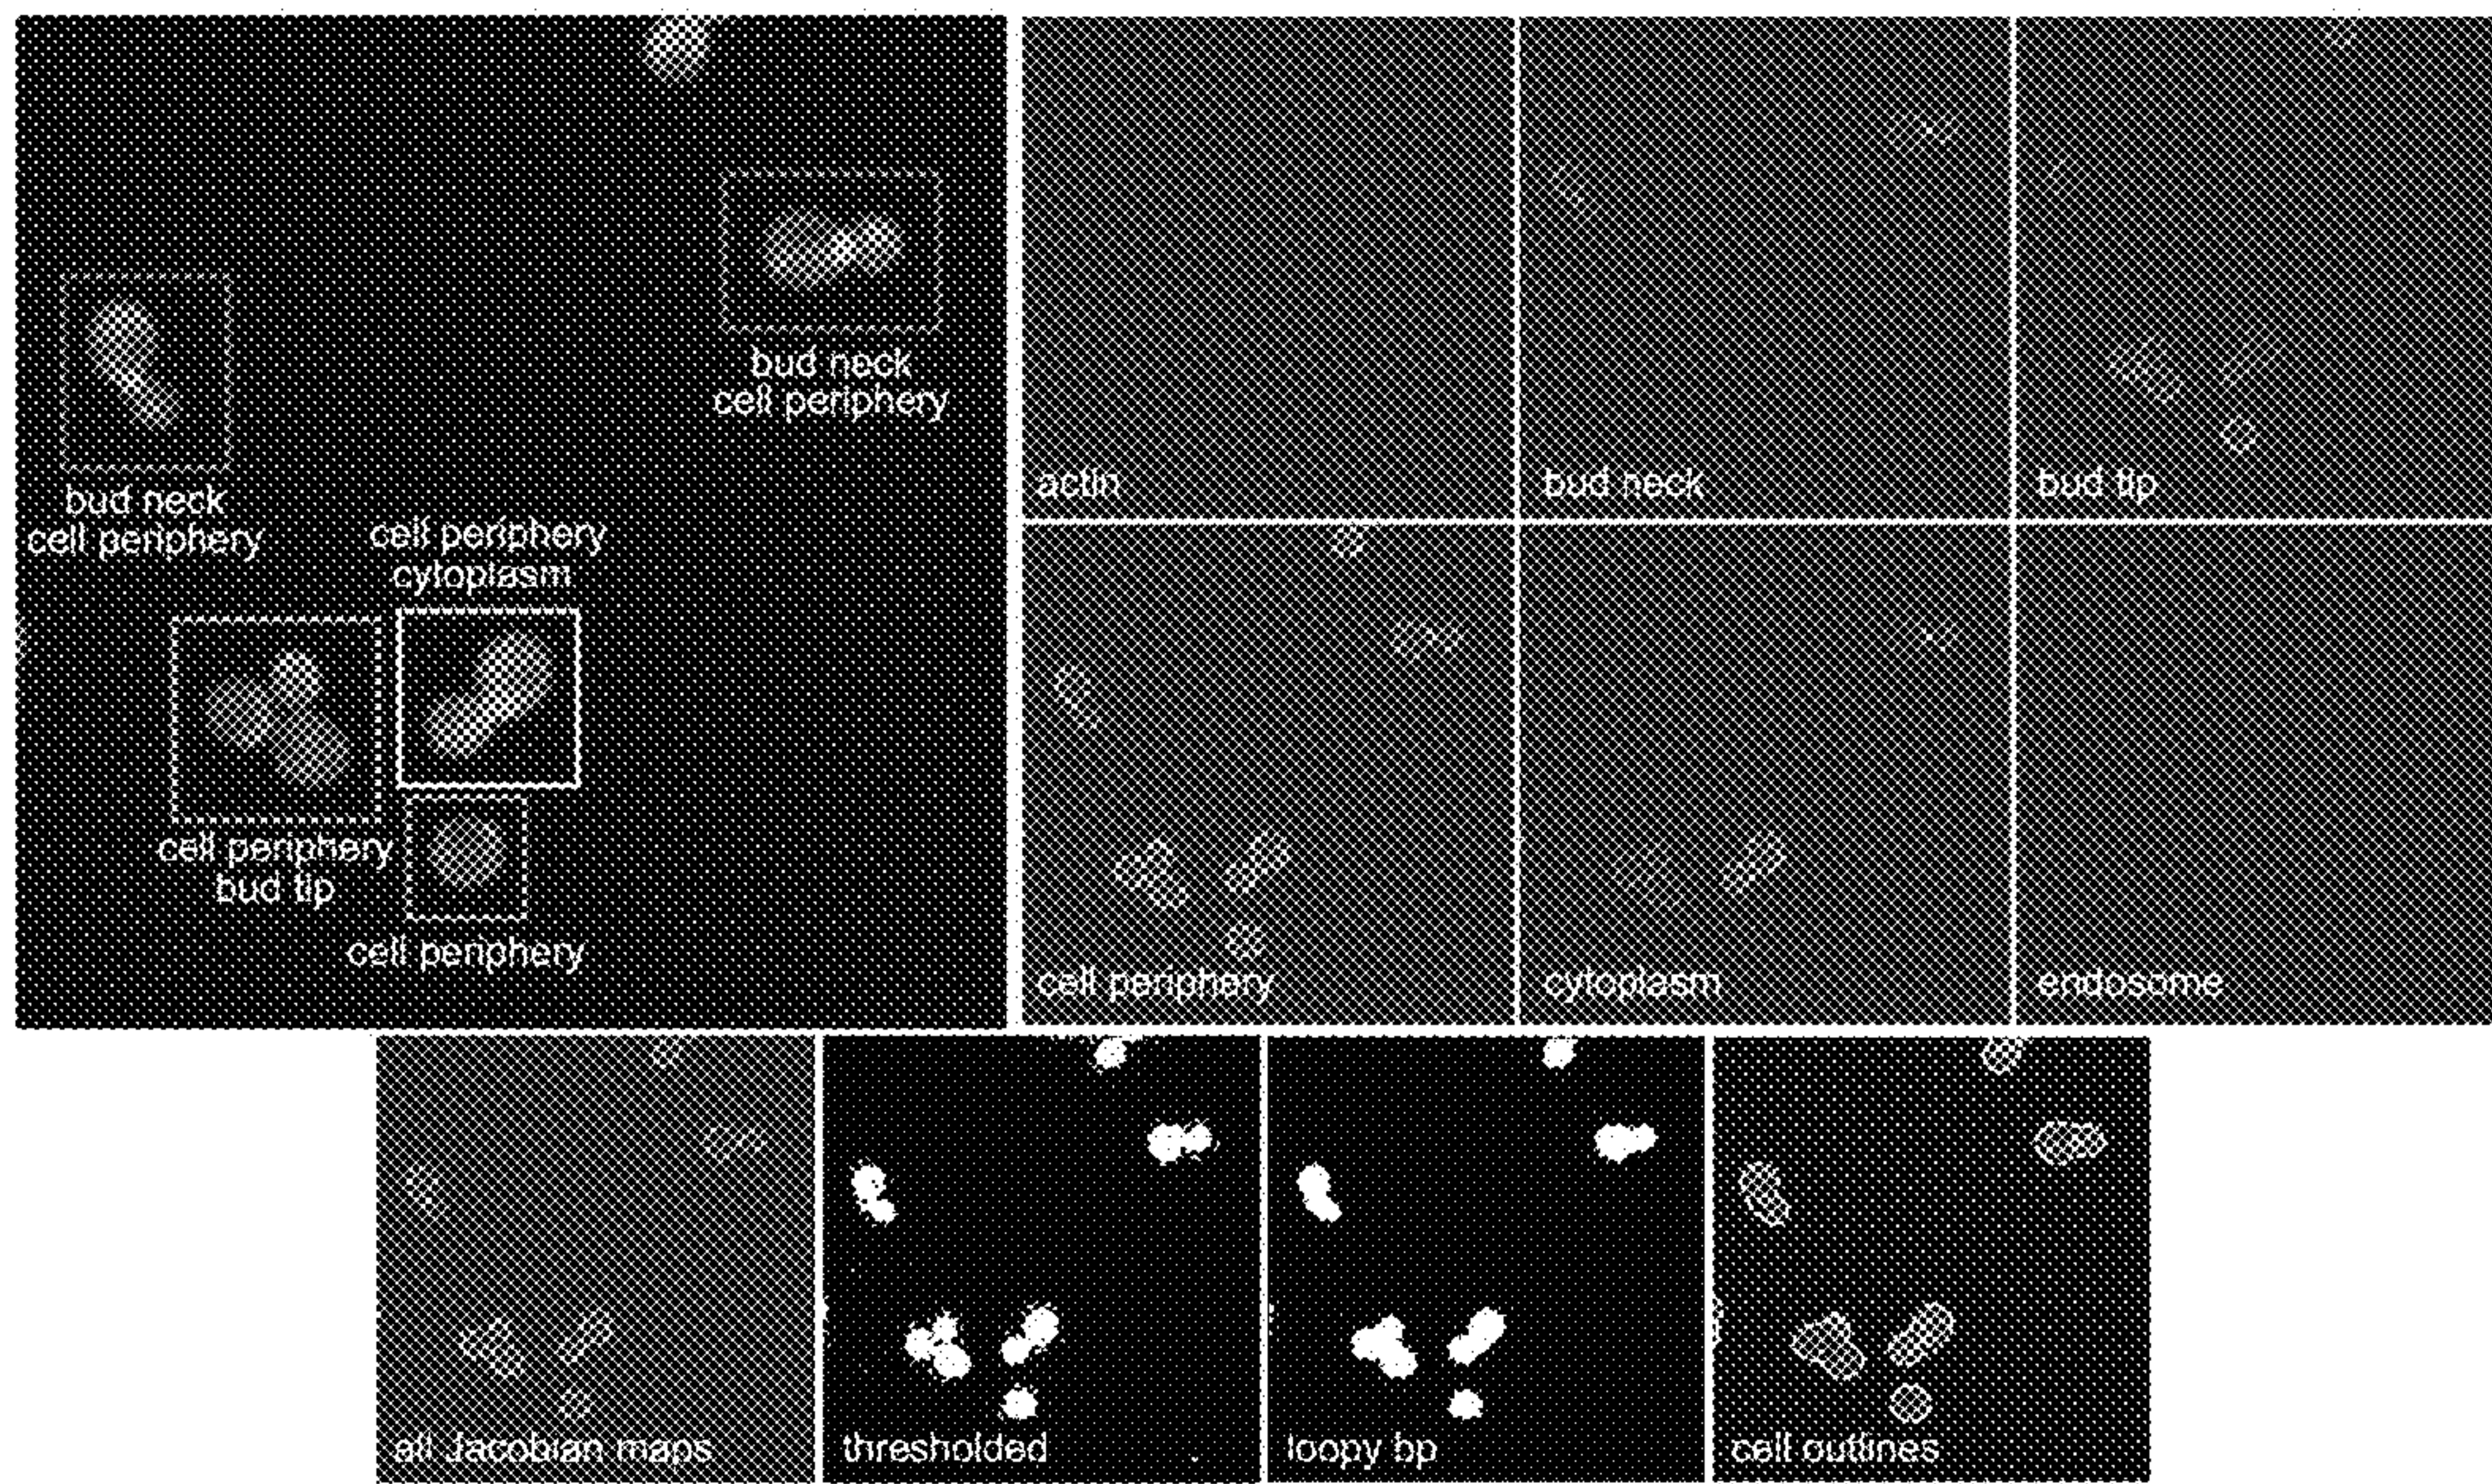 bud neck
cell periphery
bud neck
cell periphery
cell periphery
cytoplasm
cell periphery
bud tip
cell periphery
actin
bud neck
bud tip
cell periphery
cytoplasm
endosome
all Jacobian maps
thresholded
loopy bp
cell outlines